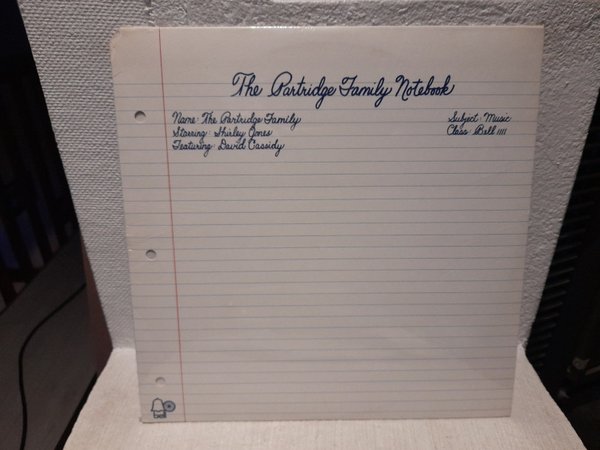 The Partridge Family Notebook
Name: The Partridge Family
Subject: Music
Starring: Shirley Jones
Class: Bell 1111
Featuring: David Cassidy